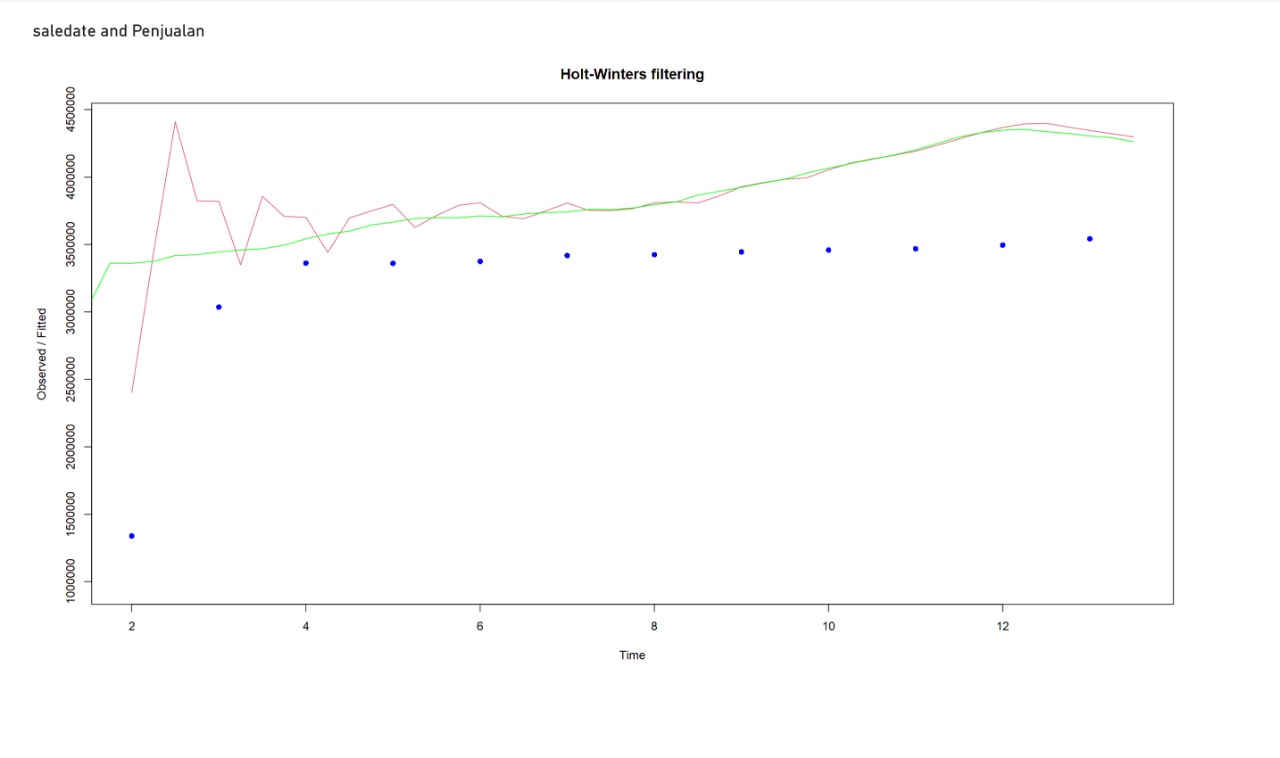 saledate and Penjualan
Holt-Winters filtering
Observed / Fitted
4500000
4000000
3500000
3000000
2500000
2000000
1500000
1000000
2 4 6 8 10 12
Time